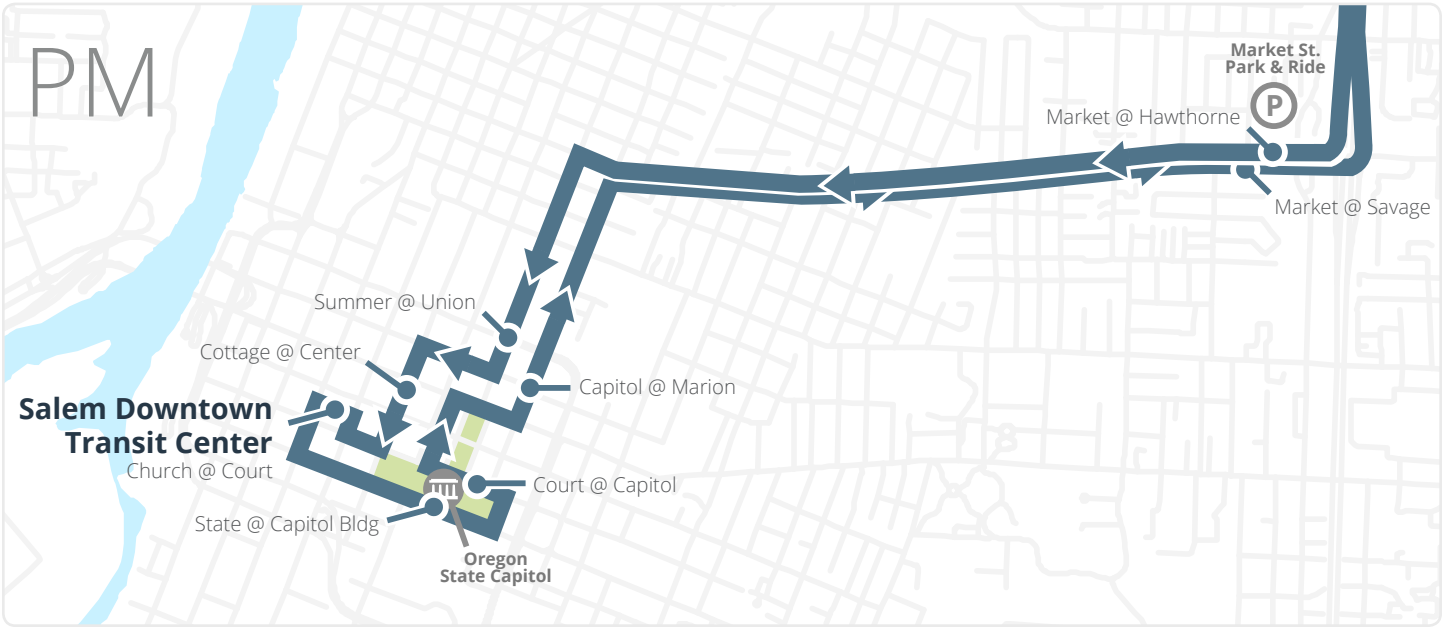 PM
Market St.
Park & Ride
P
Market @ Hawthorne
Market @ Savage
Summer @ Union
Cottage @ Center
Capitol @ Marion
Salem Downtown
Transit Center
Church @ Court
Court @ Capitol
State @ Capitol Bldg
Oregon
State Capitol